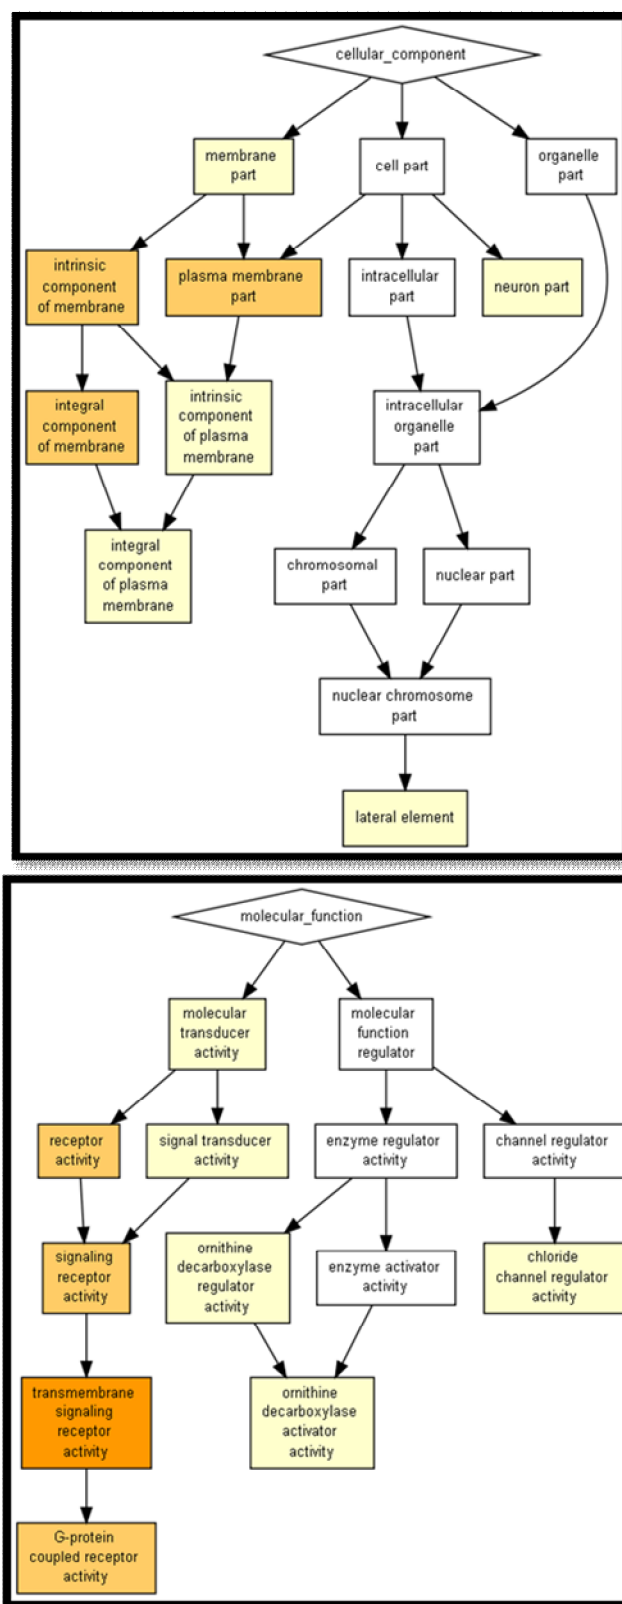 cellular_component
membrane
part
cell part
organelle
part
intrinsic
component
of membrane
plasma membrane
part
intracellular
part
neuron part
integral
component
of membrane
intrinsic
component
of plasma
membrane
intracellular
organelle
part
integral
component
of plasma
membrane
chromosomal
part
nuclear part
nuclear chromosome
part
lateral element
molecular_function
molecular
transducer
activity
molecular
function
regulator
receptor
activity
signal transducer
activity
enzyme regulator
activity
channel regulator
activity
signaling
receptor
activity
ornithine
decarboxylase
regulator
activity
enzyme activator
activity
chloride
channel regulator
activity
transmembrane
signaling
receptor
activity
ornithine
decarboxylase
activator
activity
G-protein
coupled receptor
activity